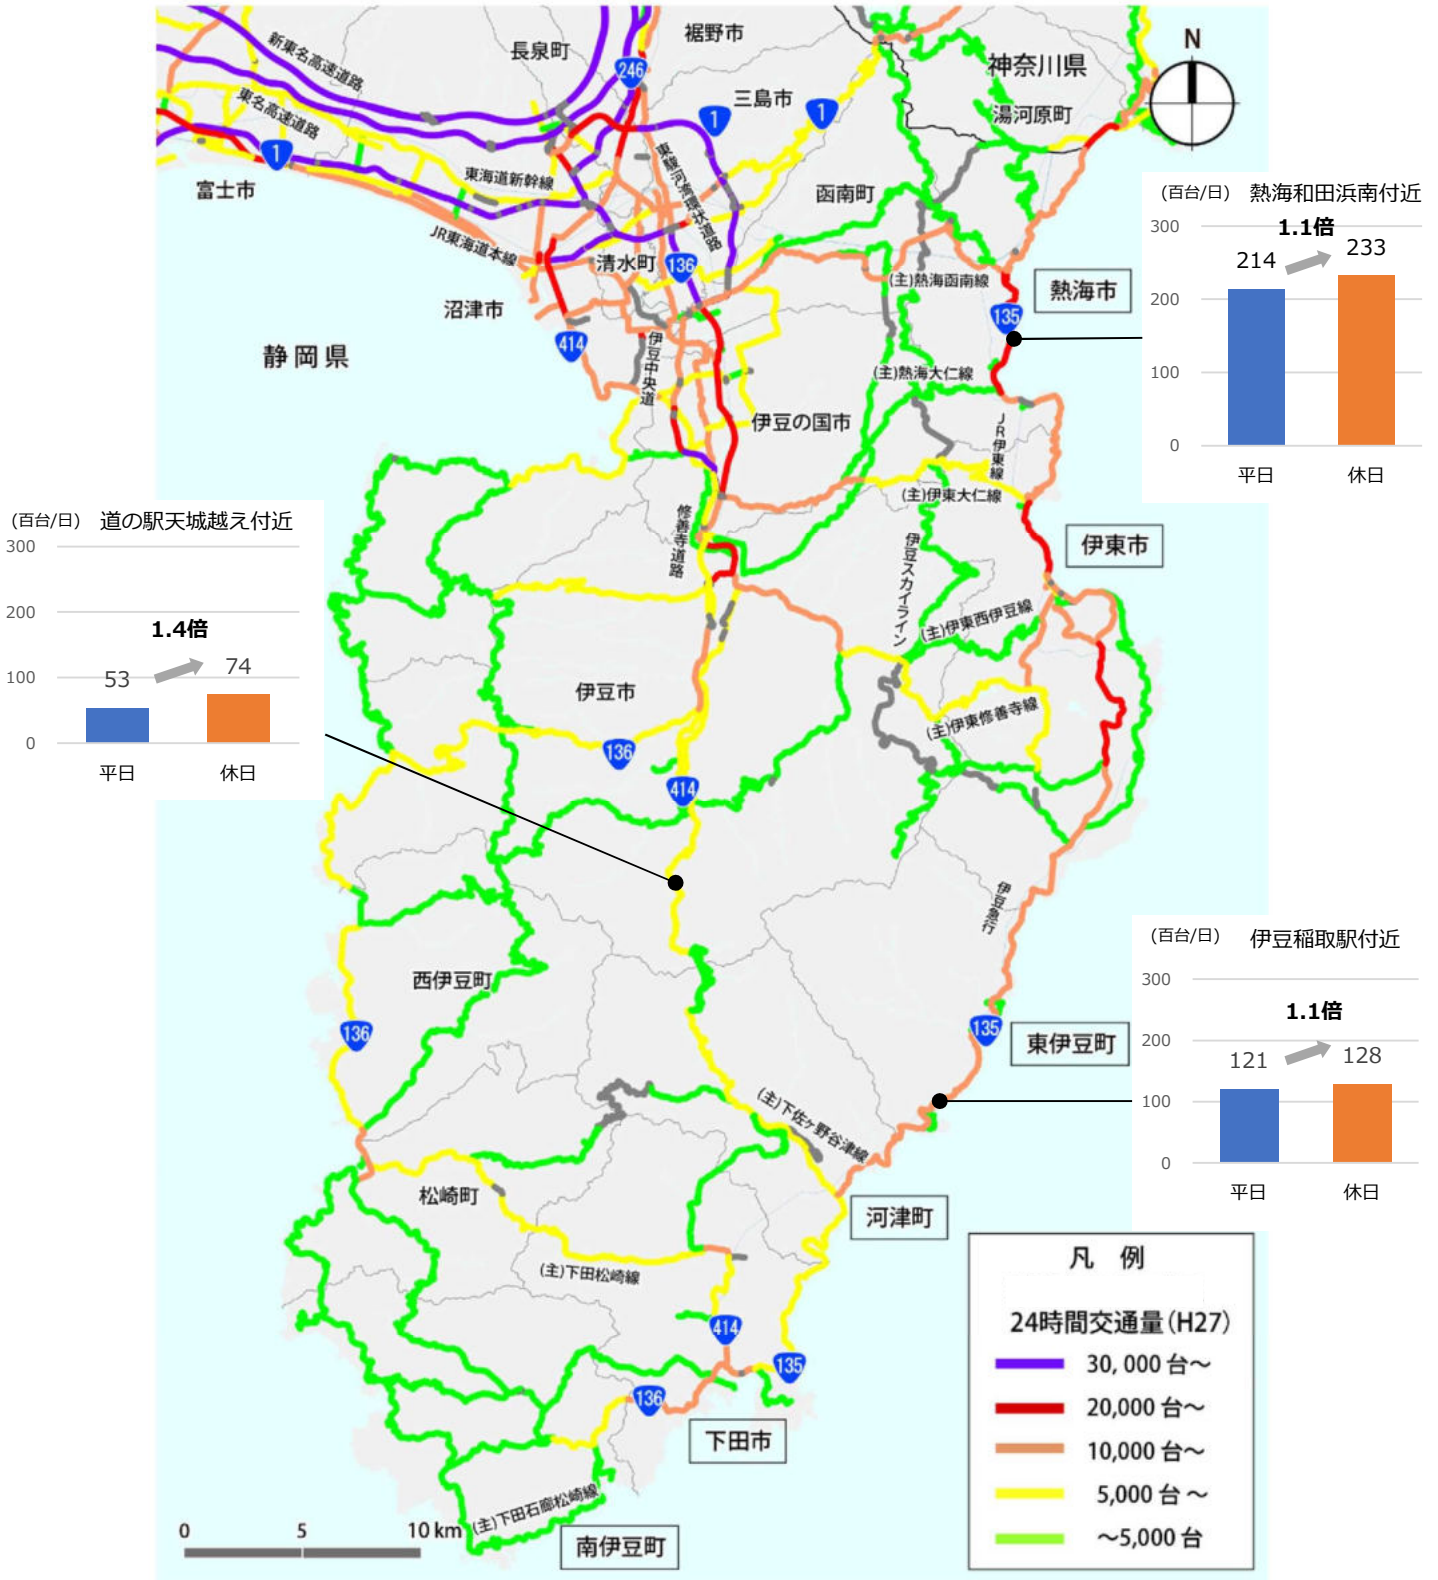 裾野市
長泉町
新東名高速道路
246
神奈川県
N
三島市
1
1
湯河原町
東名高速道路
1
東駿河湾環状道路
東海道新幹線
富士市
函南町
JR東海道本線
清水町
136
(主)熱海函南線
熱海市
沼津市
135
414
静岡県
伊豆中央道
(主)熱海大仁線
伊豆の国市
JR伊東線
(主)伊東大仁線
修善寺道路
伊豆スカイライン
伊東市
(主)伊東西伊豆線
伊豆市
(主)伊東修善寺線
136
414
伊豆急行
西伊豆町
136
135
東伊豆町
(主)下佐ヶ野谷津線
松崎町
河津町
(主)下田松崎線
414
135
136
下田市
(主)下田石廊松崎線
南伊豆町
0 5 10 km
(百台/日) 熱海和田浜南付近
300
1.1倍
214 233
200
100
0
平日 休日
(百台/日) 道の駅天城越え付近
300
200
1.4倍
53 74
100
0
平日 休日
(百台/日) 伊豆稲取駅付近
300
1.1倍
200
121 128
100
0
平日 休日
凡 例
24時間交通量(H27)
30,000 台～
20,000 台～
10,000 台～
5,000 台～
～5,000 台